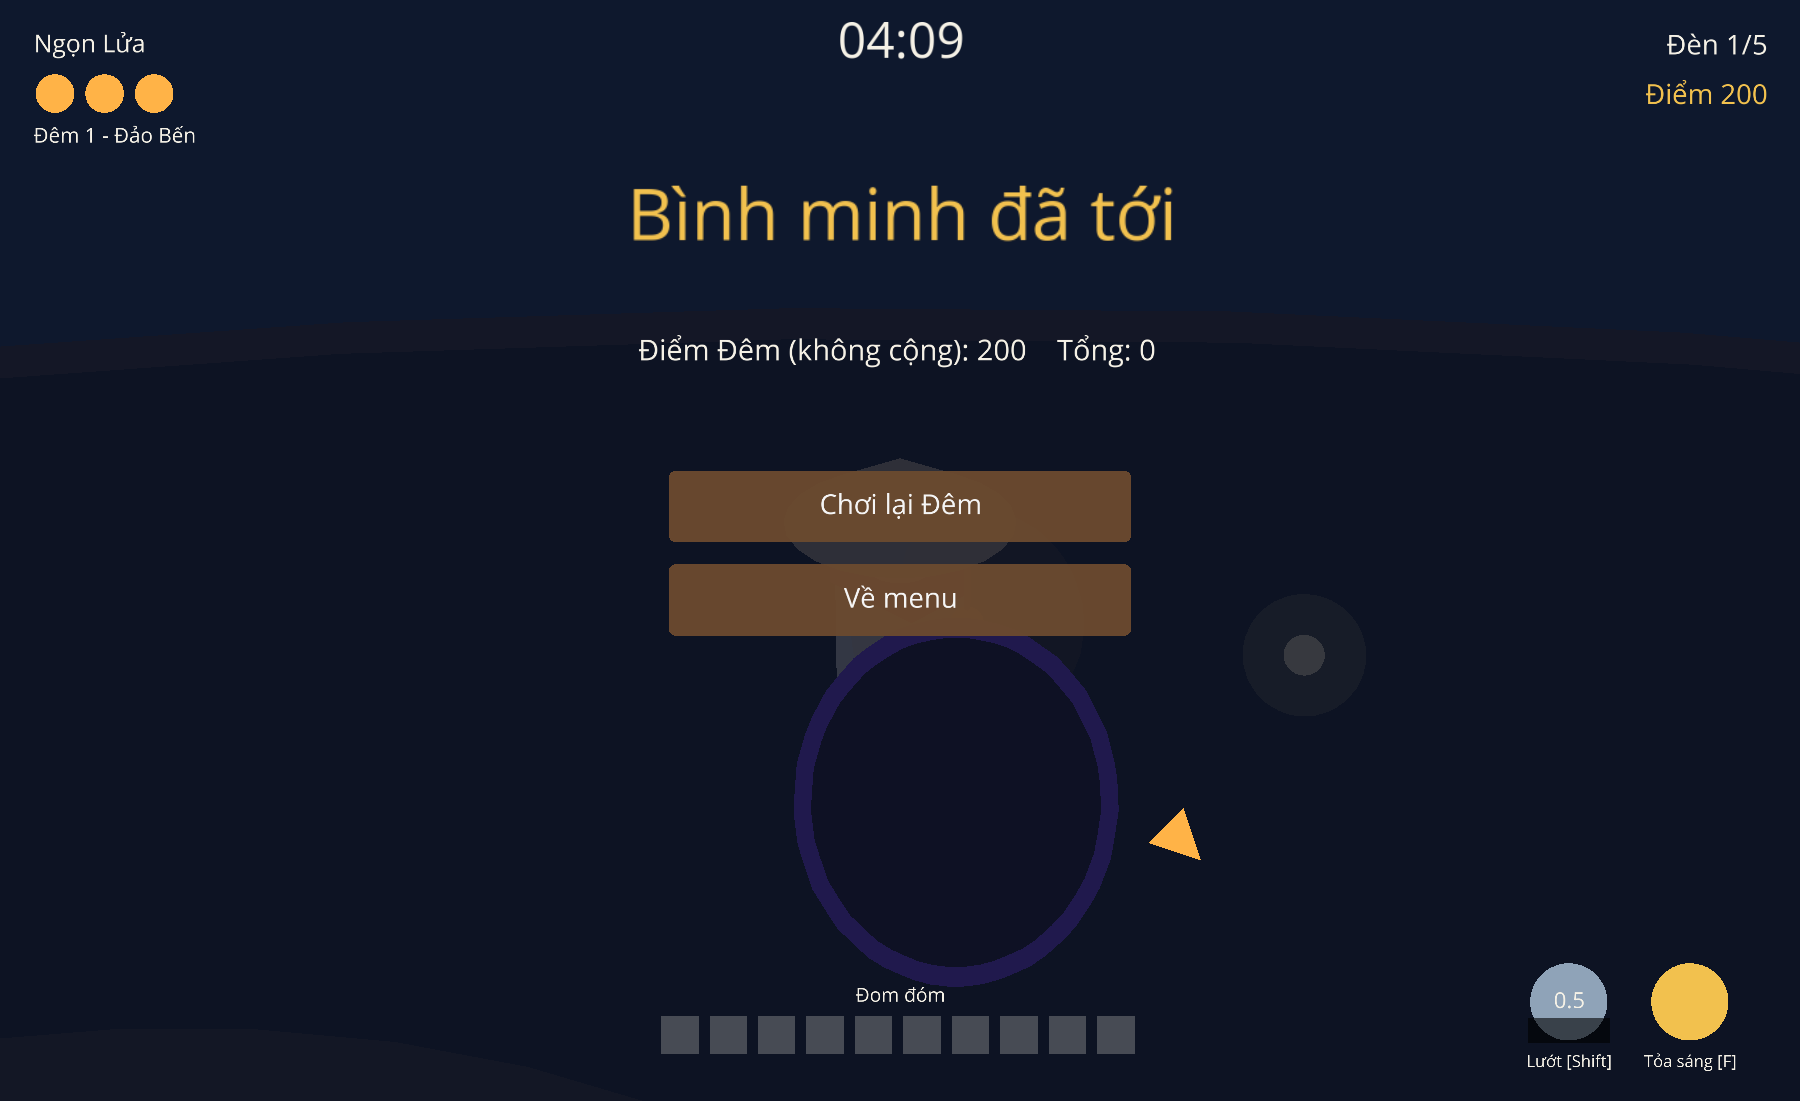 Ngọn Lửa
04:09
Đèn 1/5
Điểm 200
Đêm 1 - Đảo Bến
Bình minh đã tới
Điểm Đêm (không cộng): 200 Tổng: 0
Chơi lại Đêm
Về menu
Đom đóm
0.5
Lướt [Shift]
Tỏa sáng [F]